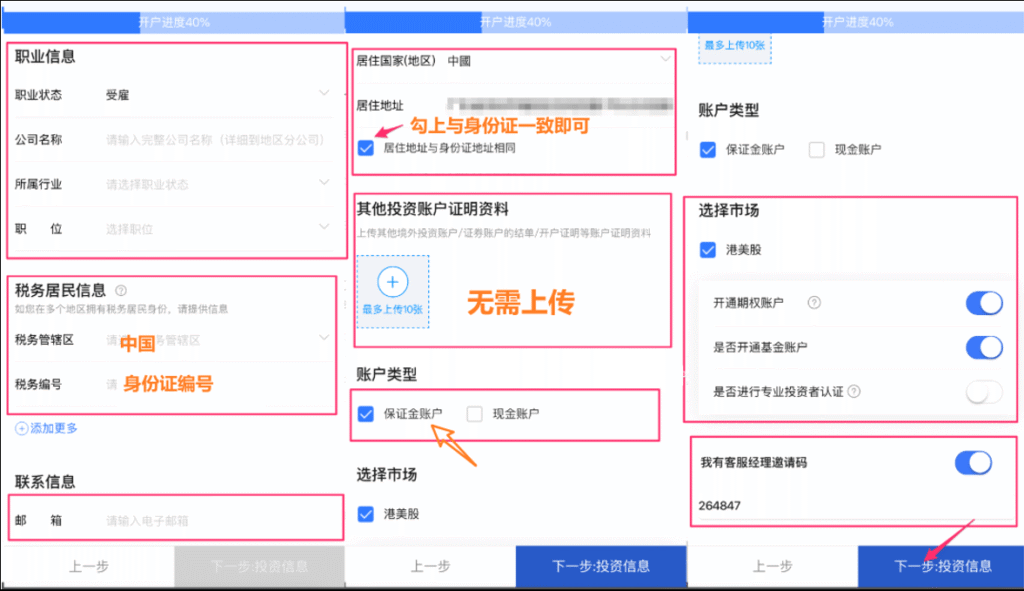 开户进度40%
职业信息
职业状态 受雇
公司名称 请输入完整公司名称（详细到地区分公司）
所属行业 请选择职业状态
职 位 选择职位
税务居民信息
如您在多个地区拥有税务居民身份，请提供信息
税务管辖区 中国 务管辖区
税务编号 身份证编号
添加更多
联系信息
邮 箱 请输入电子邮箱
上一步 下一步:投资信息
开户进度40%
居住国家(地区) 中國
居住地址
勾上与身份证一致即可
居住地址与身份证地址相同
其他投资账户证明资料
上传其他境外投资账户/证券账户的结单/开户证明等账户证明资料
最多上传10张
无需上传
账户类型
保证金账户 现金账户
选择市场
港美股
上一步 下一步:投资信息
开户进度40%
最多上传10张
账户类型
保证金账户 现金账户
选择市场
港美股
开通期权账户
是否开通基金账户
是否进行专业投资者认证
我有客服经理邀请码
264847
上一步 下一步:投资信息